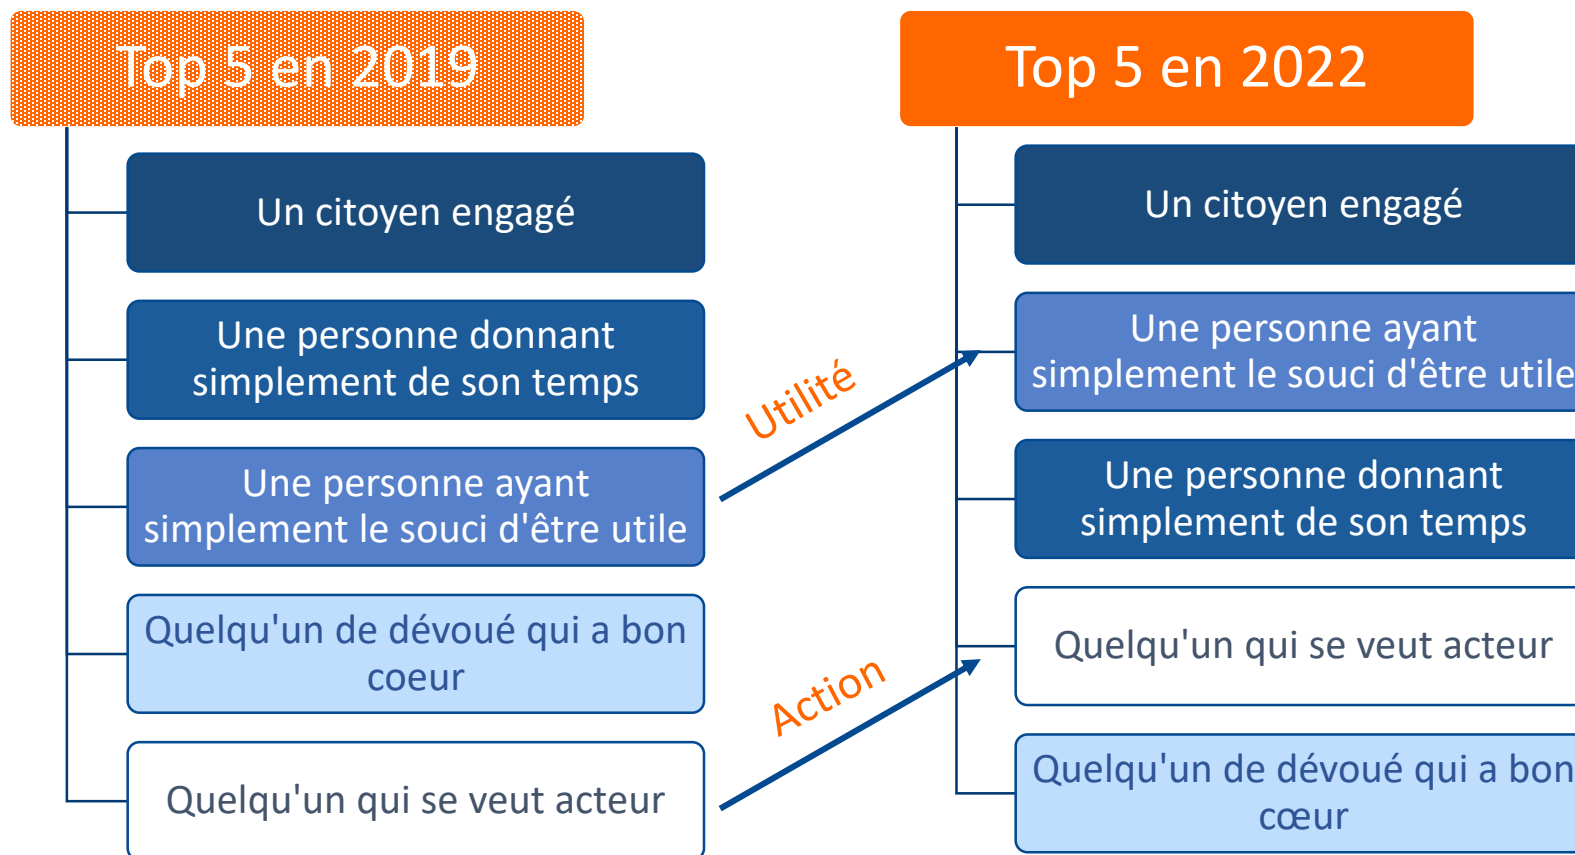 Top 5 en 2019
Un citoyen engagé
Une personne donnant
simplement de son temps
Une personne ayant
simplement le souci d'être utile
Quelqu'un de dévoué qui a bon
coeur
Quelqu'un qui se veut acteur
Utilité
Action
Top 5 en 2022
Un citoyen engagé
Une personne ayant
simplement le souci d'être utile
Une personne donnant
simplement de son temps
Quelqu'un qui se veut acteur
Quelqu'un de dévoué qui a bon
cœur